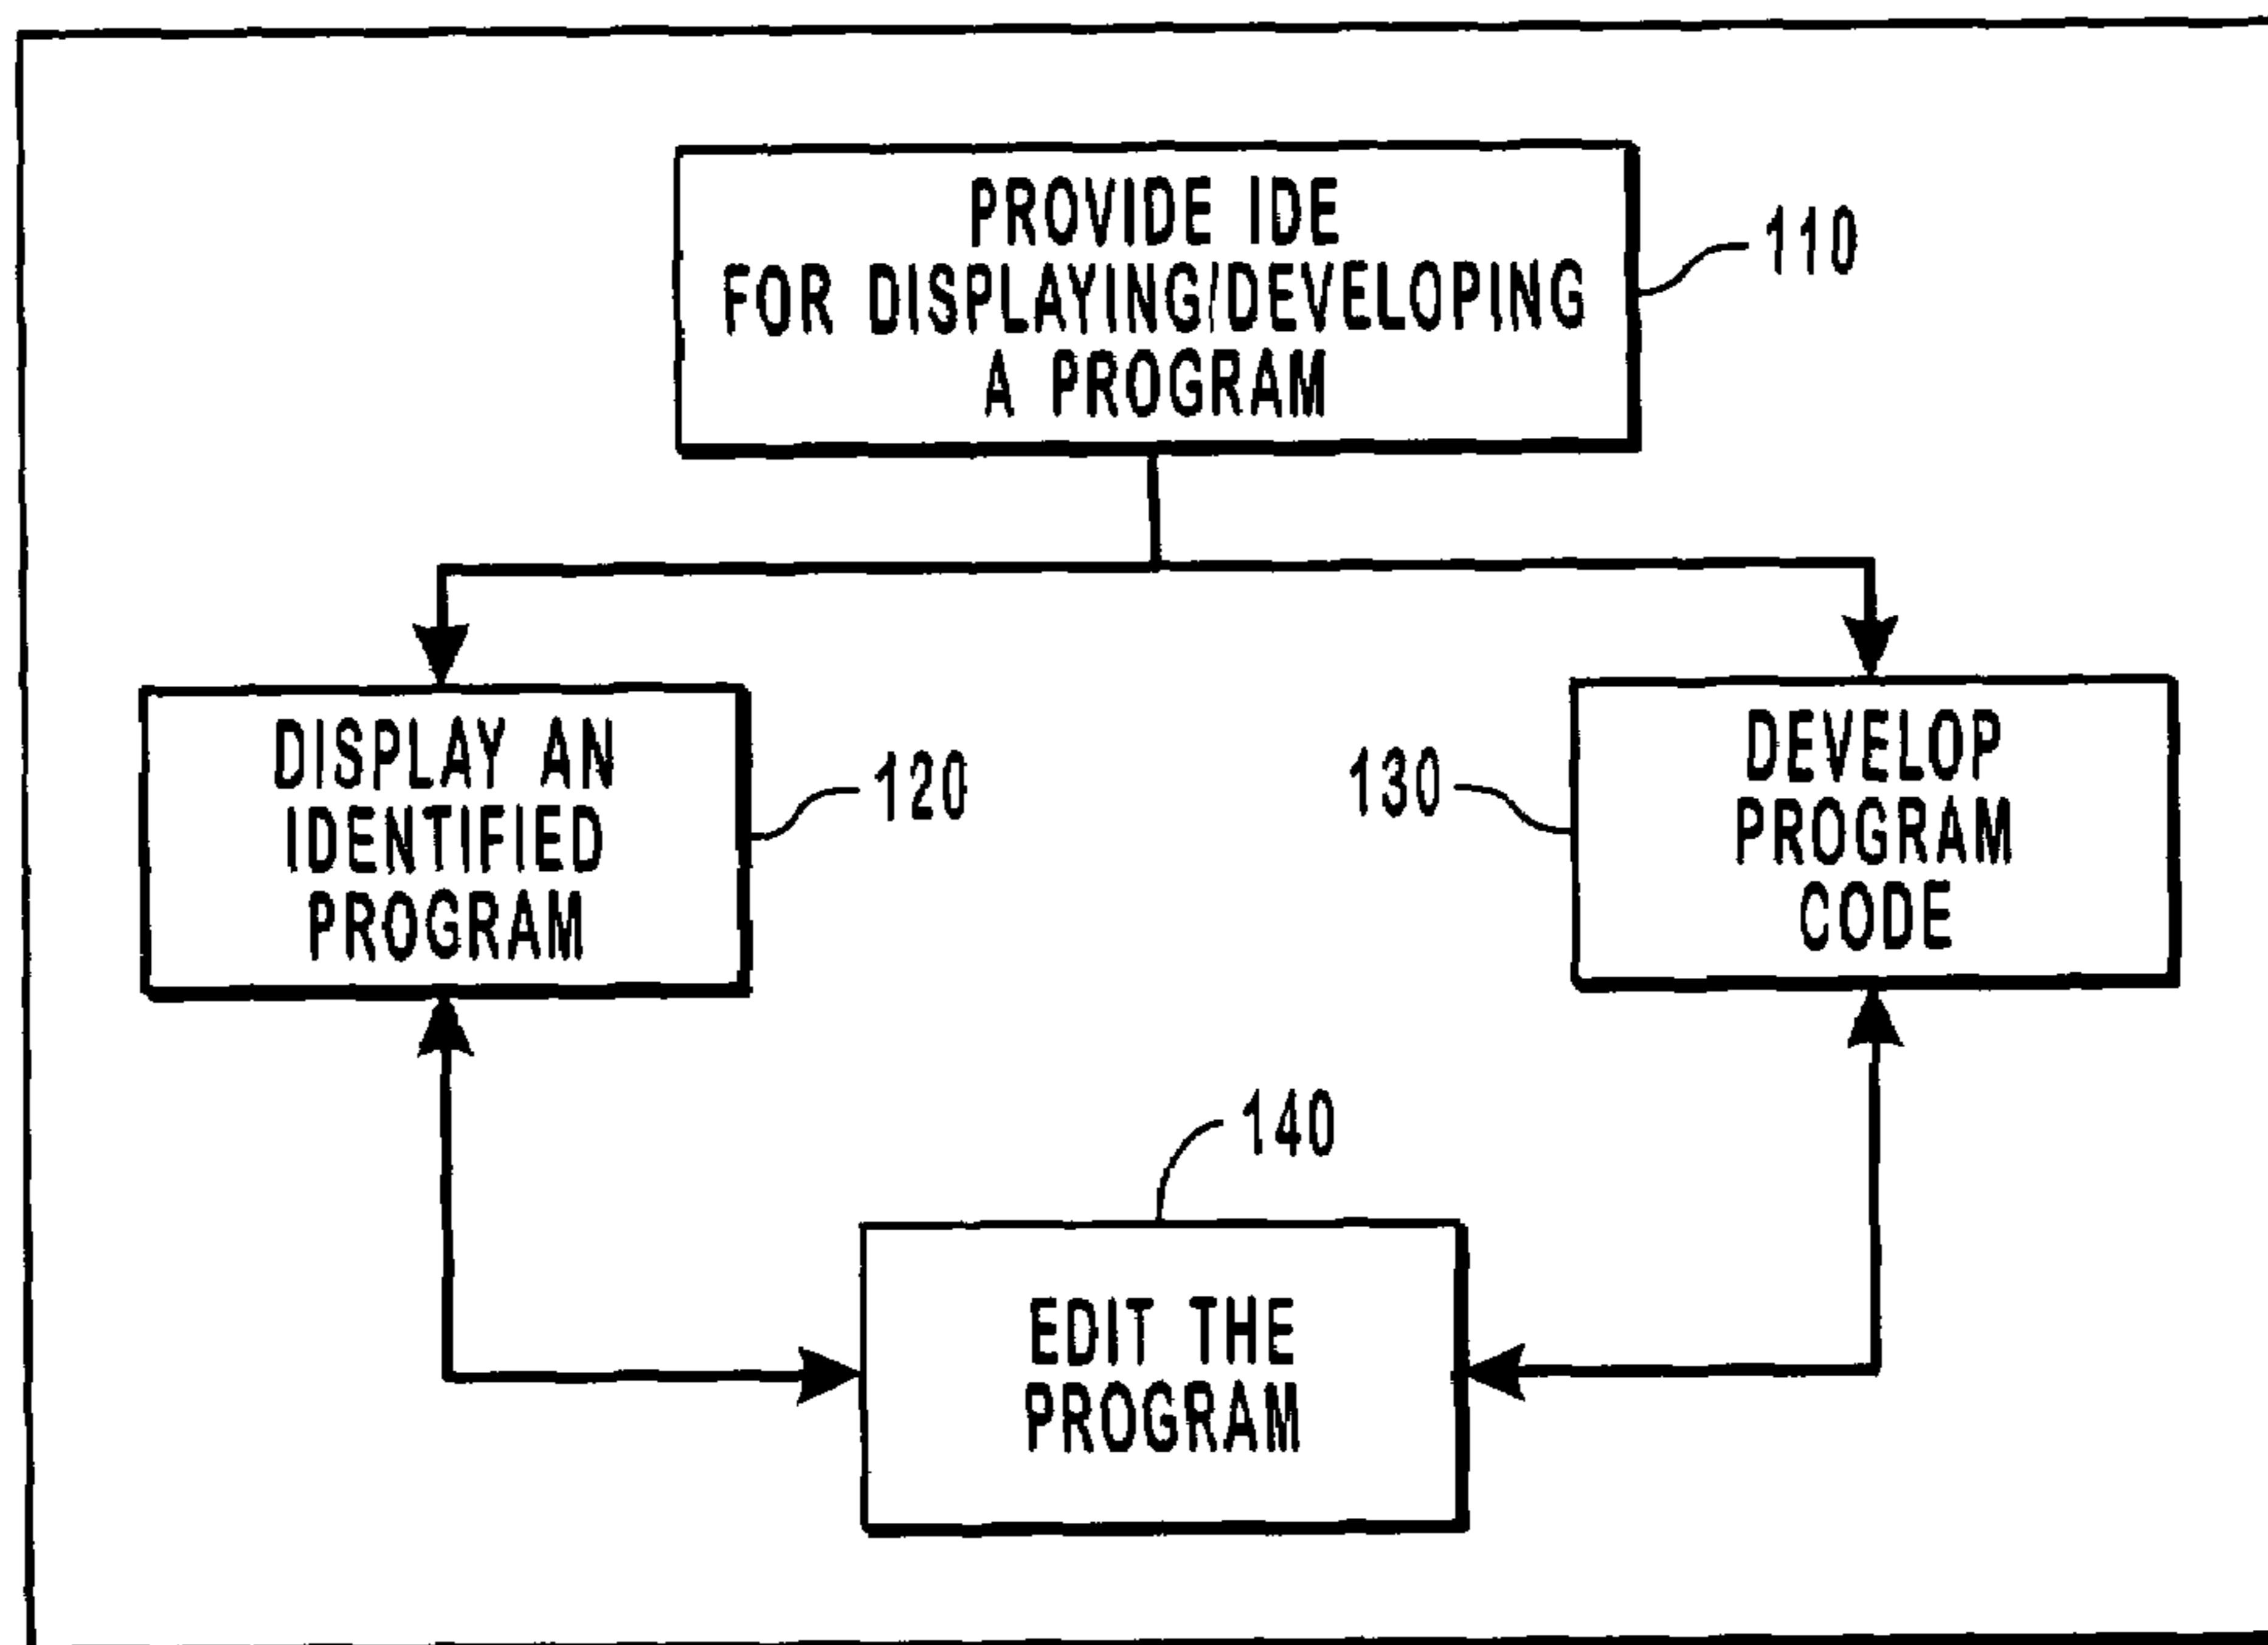 PROVIDE IDE
FOR DISPLAYING/DEVELOPING
A PROGRAM
110
DISPLAY AN
IDENTIFIED
PROGRAM
120
130
DEVELOP
PROGRAM
CODE
140
EDIT THE
PROGRAM